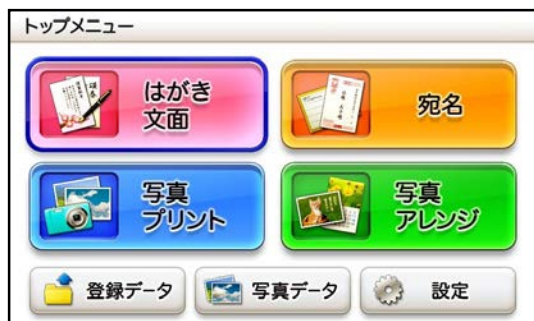 トップメニュー
はがき
文面
宛名
写真
プリント
写真
アレンジ
登録データ
写真データ
設定